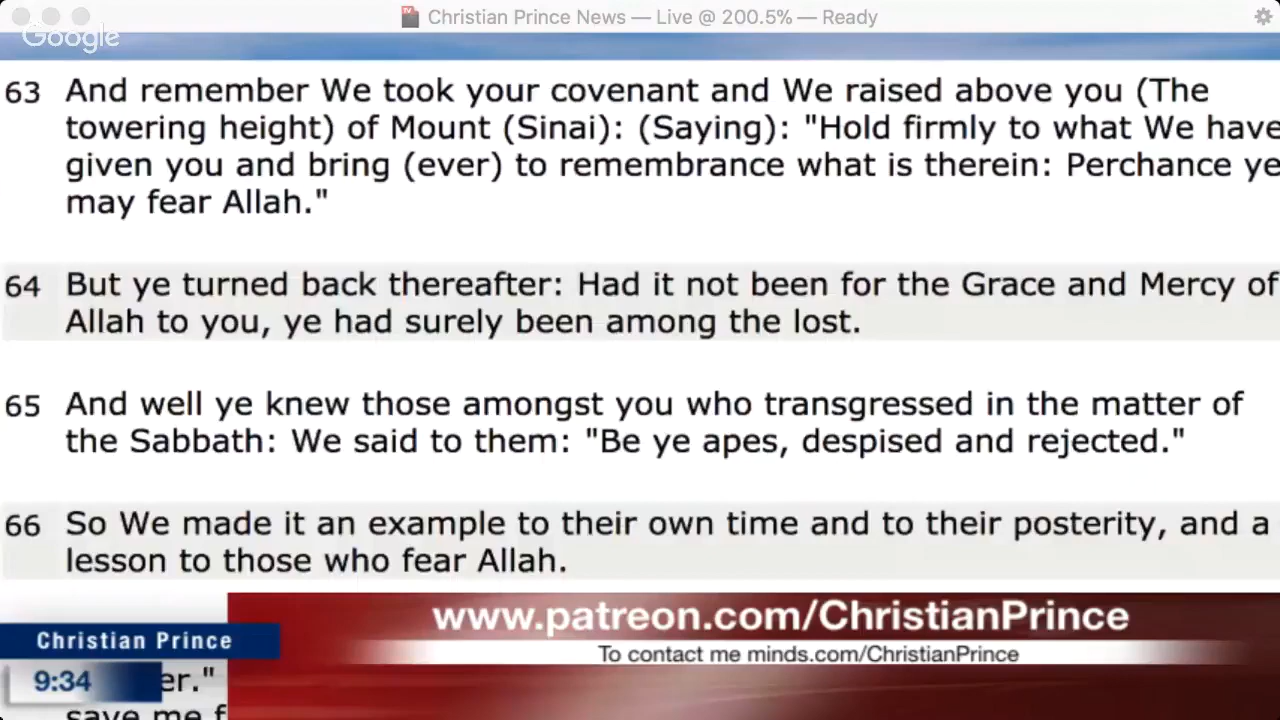 Christian Prince News — Live @ 200.5% — Ready
Google
63 And remember We took your covenant and We raised above you (The
towering height) of Mount (Sinai): (Saying): "Hold firmly to what We have
given you and bring (ever) to remembrance what is therein: Perchance ye
may fear Allah."
64 But ye turned back thereafter: Had it not been for the Grace and Mercy of
Allah to you, ye had surely been among the lost.
65 And well ye knew those amongst you who transgressed in the matter of
the Sabbath: We said to them: "Be ye apes, despised and rejected."
66 So We made it an example to their own time and to their posterity, and a
lesson to those who fear Allah.
www.patreon.com/ChristianPrince
Christian Prince
To contact me minds.com/ChristianPrince
9:34 er."
save me f